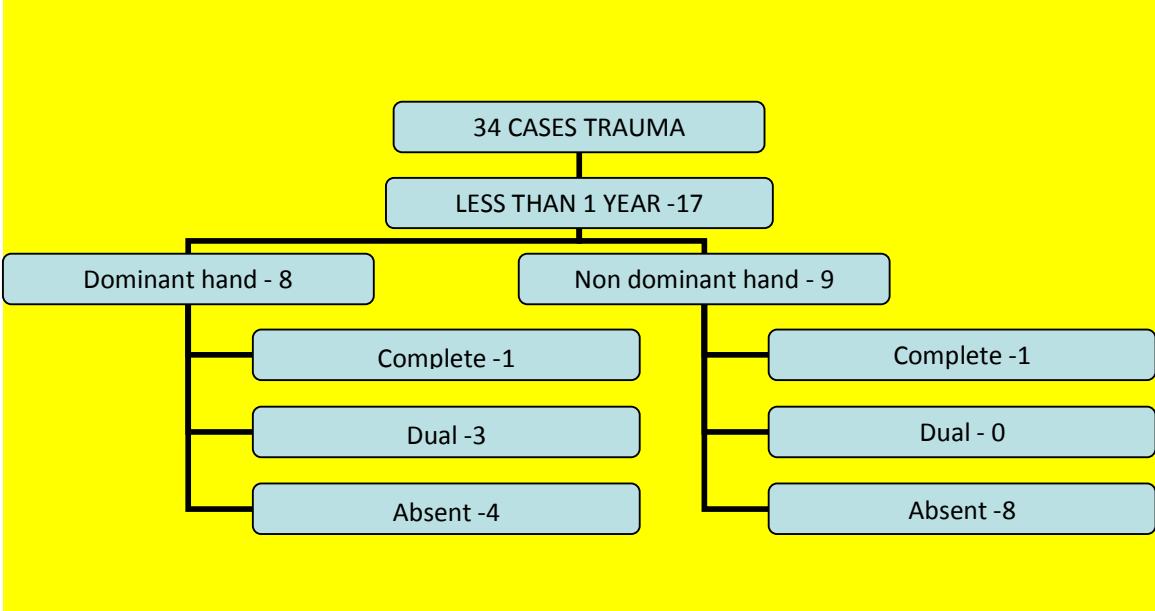 34 CASES TRAUMA
LESS THAN 1 YEAR -17
Dominant hand - 8
Non dominant hand - 9
Complete -1
Dual -3
Absent -4
Complete -1
Dual - 0
Absent -8